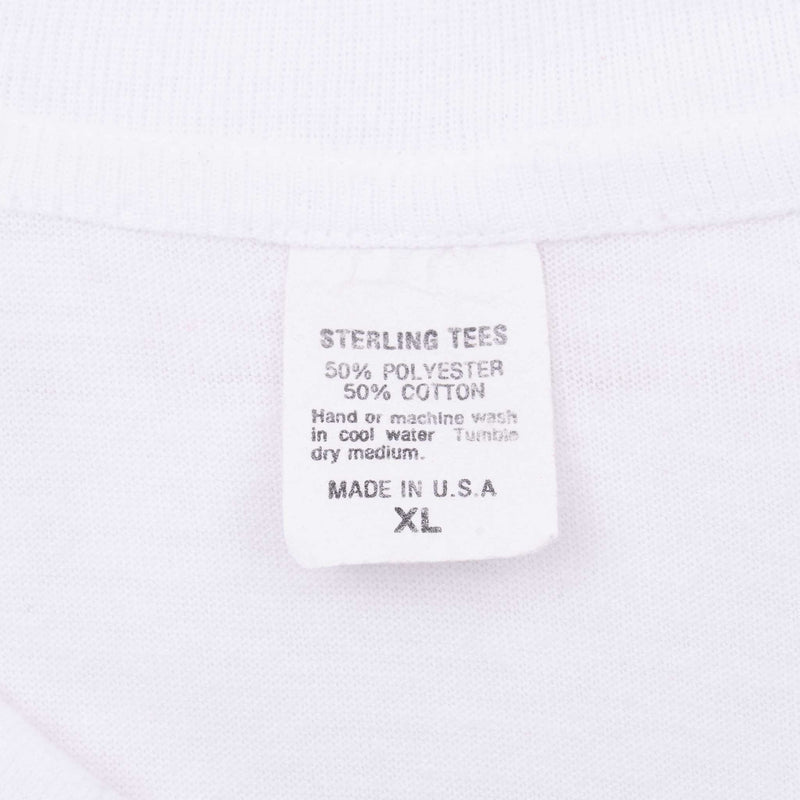 STERLING TEES
50% POLYESTER
50% COTTON
Hand or machine wash
in cool water Tumble
dry medium.
MADE IN U.S.A
XL